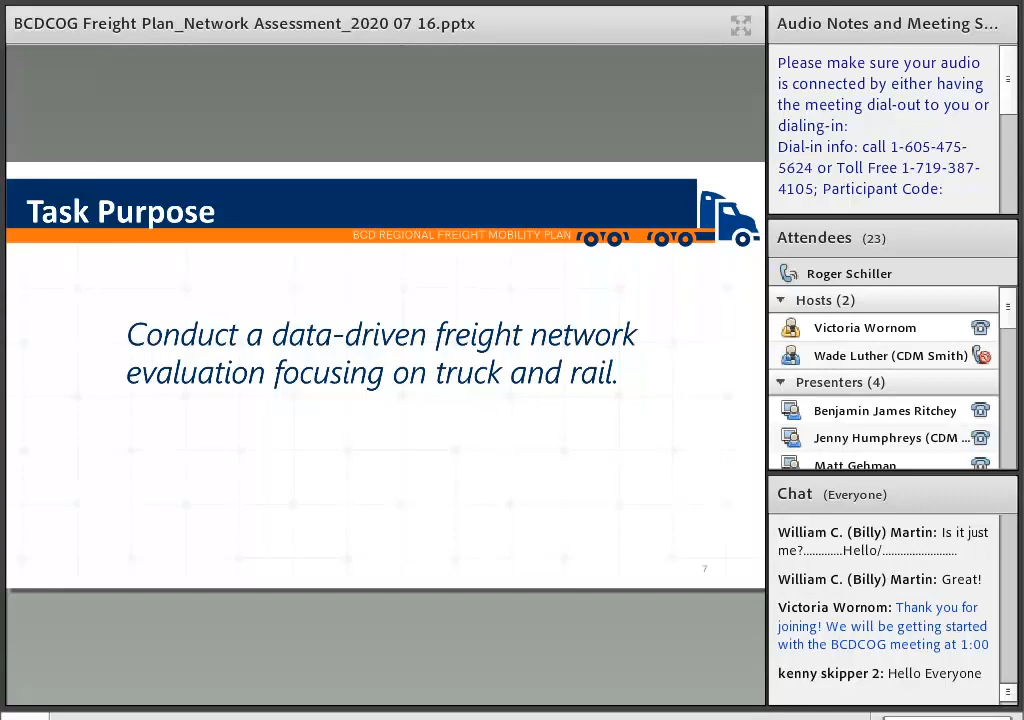 BCDCOG Freight Plan_Network Assessment_2020 07 16.pptx
Task Purpose
BCD REGIONAL FREIGHT MOBILITY PLAN
Conduct a data-driven freight network
evaluation focusing on truck and rail.
7
Audio Notes and Meeting S...
Please make sure your audio
is connected by either having
the meeting dial-out to you or
dialing-in:
Dial-in info: call 1-605-475-
5624 or Toll Free 1-719-387-
4105; Participant Code:
Attendees (23)
Roger Schiller
Hosts (2)
Victoria Wornom
Wade Luther (CDM Smith)
Presenters (4)
Benjamin James Ritchey
Jenny Humphreys (CDM ...
Matt Gehman
Chat (Everyone)
William C. (Billy) Martin: Is it just
me?.............Hello/.........................
William C. (Billy) Martin: Great!
Victoria Wornom: Thank you for
joining! We will be getting started
with the BCDCOG meeting at 1:00
kenny skipper 2: Hello Everyone